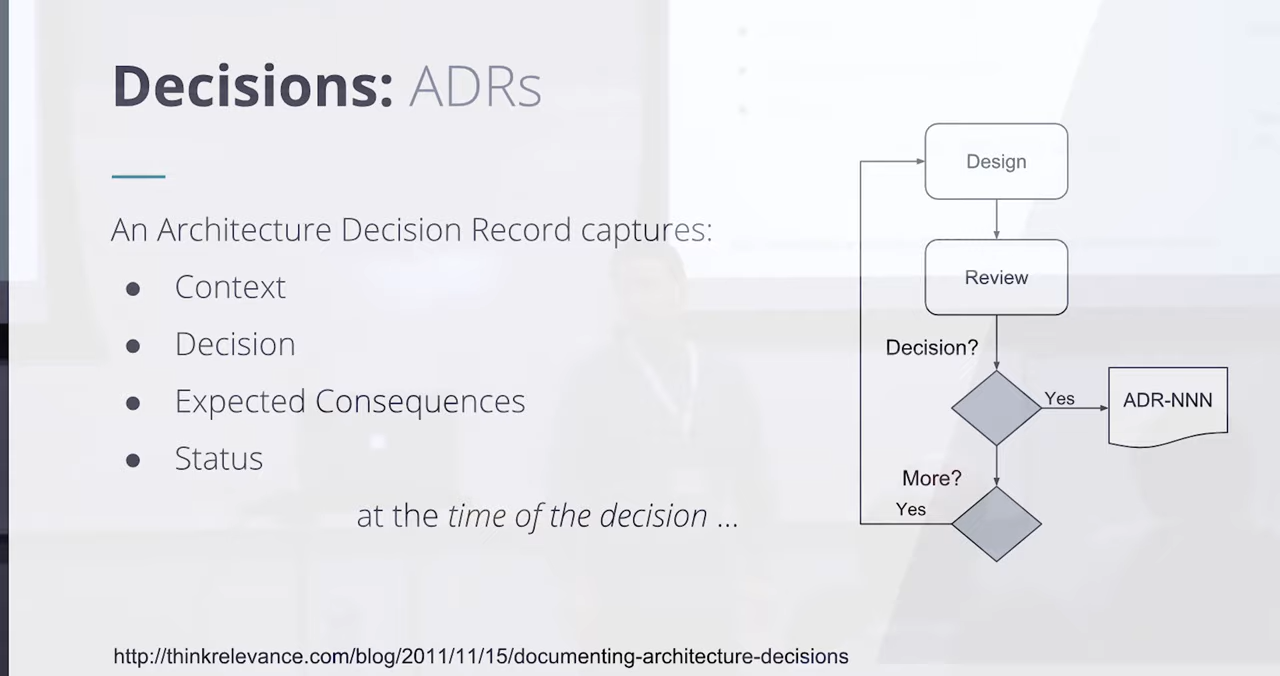 Decisions: ADRs
An Architecture Decision Record captures:
● Context
● Decision
● Expected Consequences
● Status
at the time of the decision ...
Design
Review
Decision?
Yes
ADR-NNN
More?
Yes
http://thinkrelevance.com/blog/2011/11/15/documenting-architecture-decisions